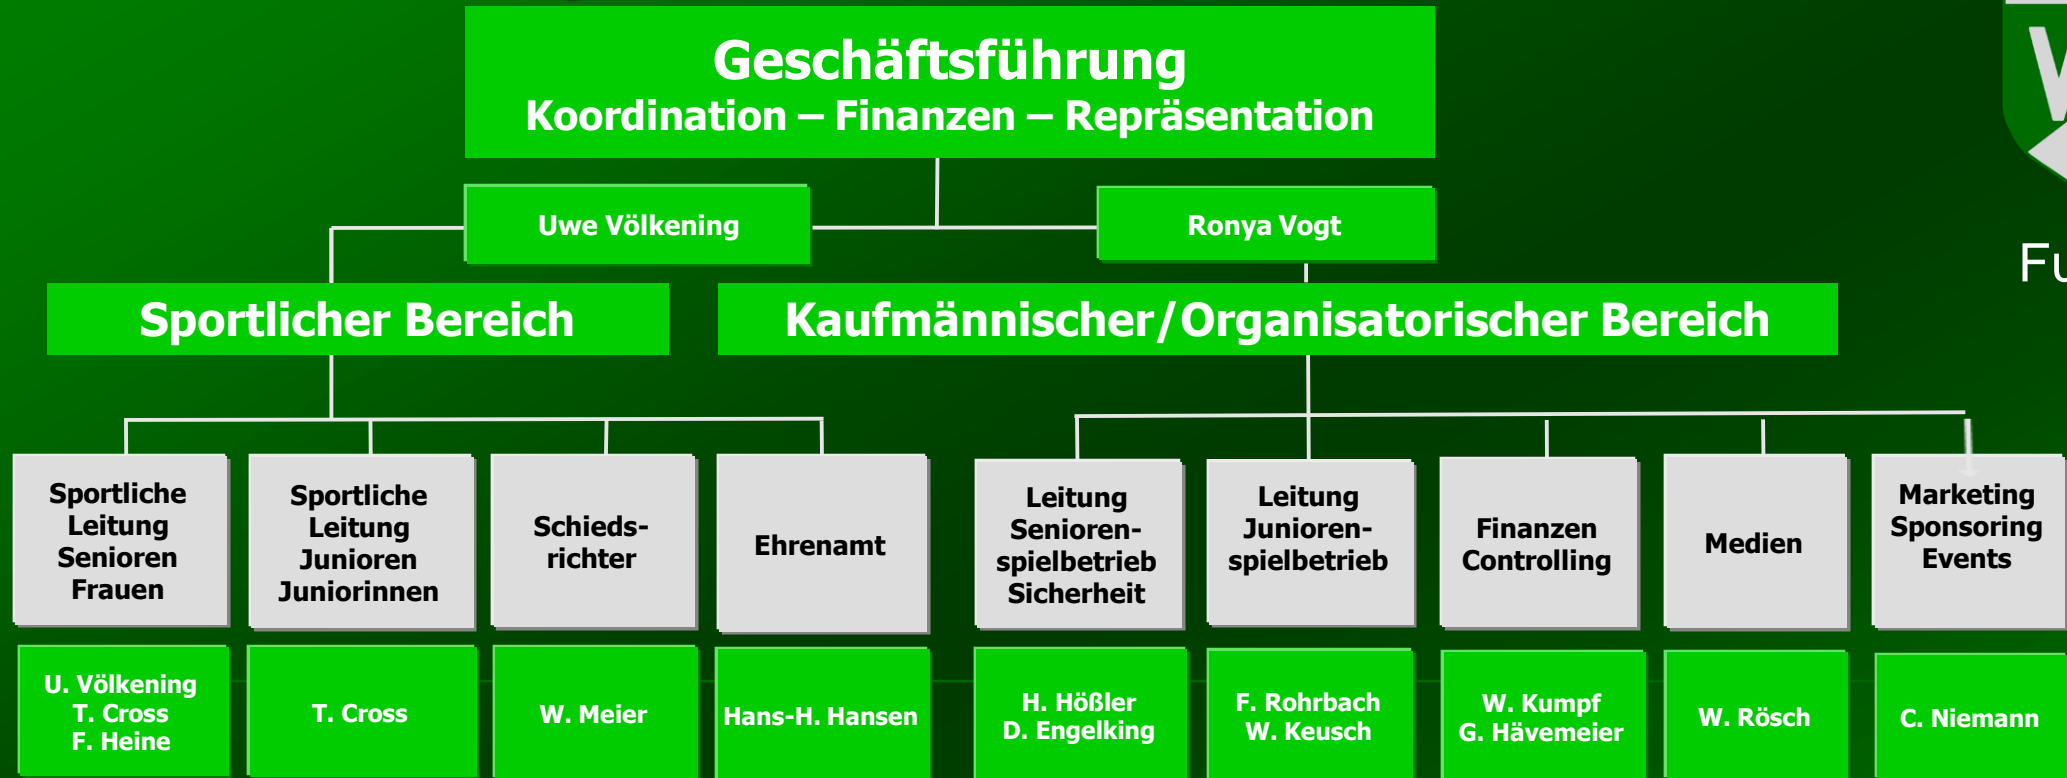 Geschäftsführung
Koordination – Finanzen – Repräsentation
Uwe Völkening
Ronya Vogt
Sportlicher Bereich
Kaufmännischer/Organisatorischer Bereich
Sportliche
Leitung
Senioren
Frauen
Sportliche
Leitung
Junioren
Juniorinnen
Schieds-
richter
Ehrenamt
Leitung
Senioren-
spielbetrieb
Sicherheit
Leitung
Junioren-
spielbetrieb
Finanzen
Controlling
Medien
Marketing
Sponsoring
Events
U. Völkening
T. Cross
F. Heine
T. Cross
W. Meier
Hans-H. Hansen
H. Hößler
D. Engelking
F. Rohrbach
W. Keusch
W. Kumpf
G. Hävemeier
W. Rösch
C. Niemann